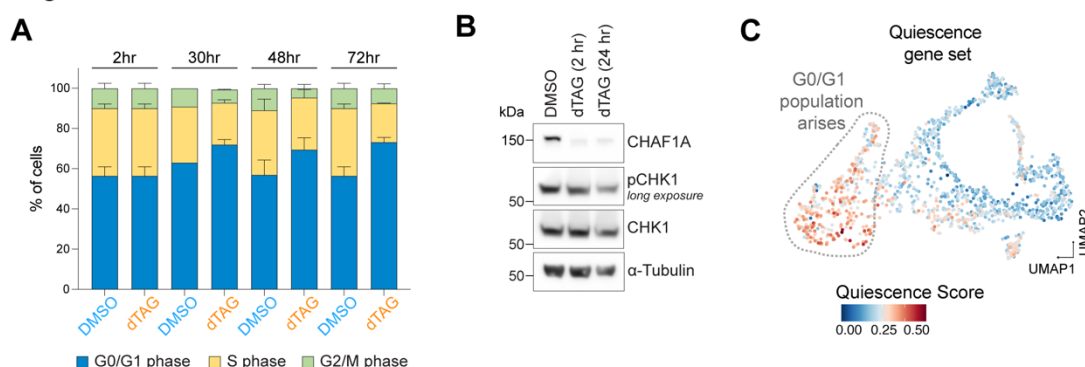 A
2hr 30hr 48hr 72hr
100
80
60
40
20
0
% of cells
DMSO dTAG DMSO dTAG DMSO dTAG DMSO dTAG
G0/G1 phase S phase G2/M phase
B
DMSO
dTAG (2 hr)
dTAG (24 hr)
kDa
150 CHAF1A
pCHK1
long exposure
50
CHK1
50
50 α-Tubulin
C
Quiescence
gene set
G0/G1
population
arises
UMAP2
UMAP1
Quiescence Score
0.00 0.25 0.50